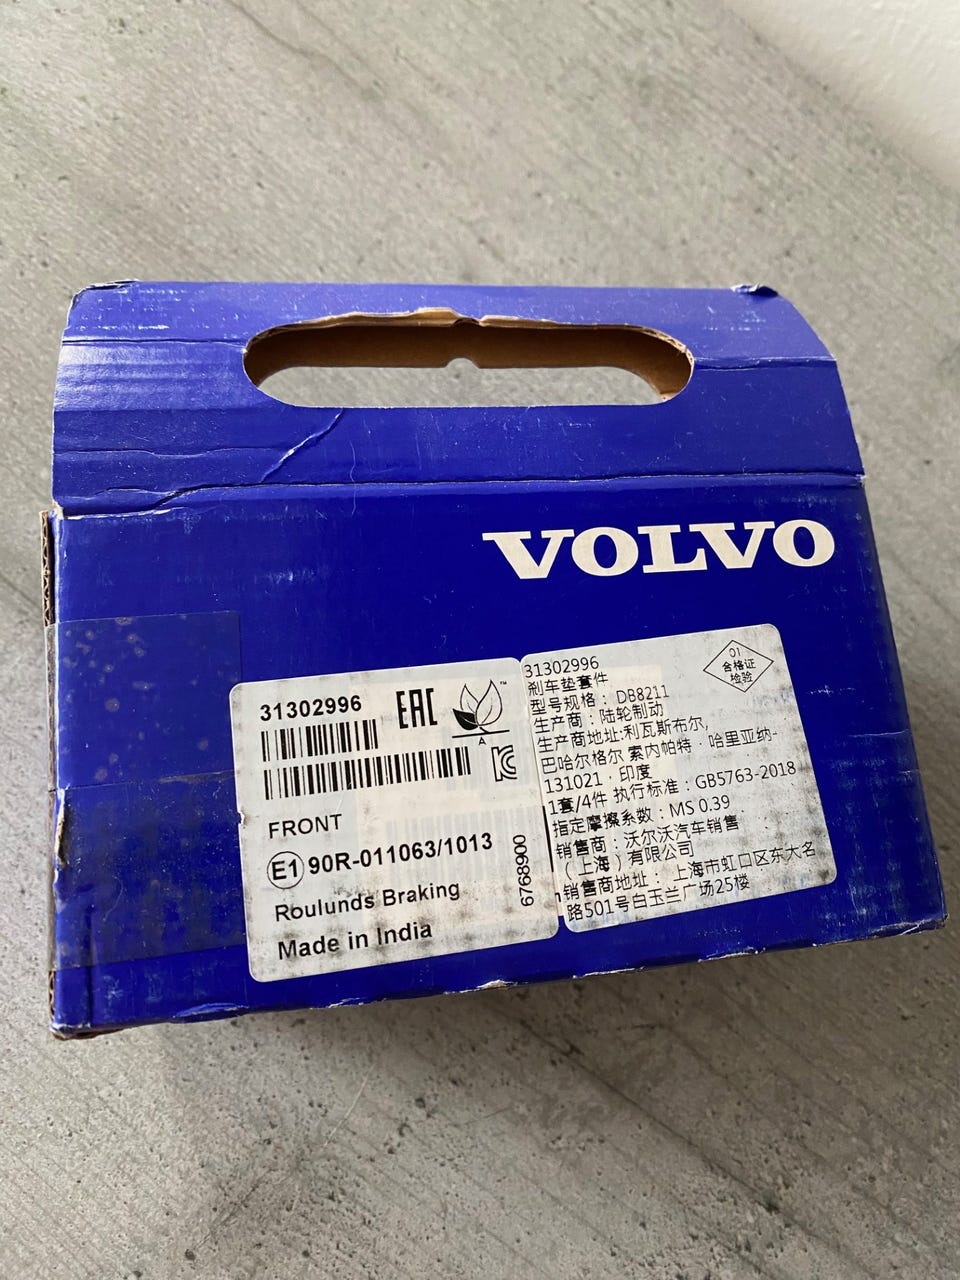 VOLVO
31302996
EAC
™
A
FRONT
E1 90R-011063/1013
Roulunds Braking
Made in India
6768900
31302996
刹车垫套件
型号规格：DB8211
生产商：陆轮制动
生产商地址:利瓦斯布尔,
巴哈尔格尔 索内帕特．哈里亚纳-
131021．印度
1套/4件 执行标准：GB5763-2018
指定摩擦系数：MS 0.39
销售商：沃尔沃汽车销售
（上海）有限公司
销售商地址： 上海市虹口区东大名
路501号白玉兰广场25楼
01
合格证
检验